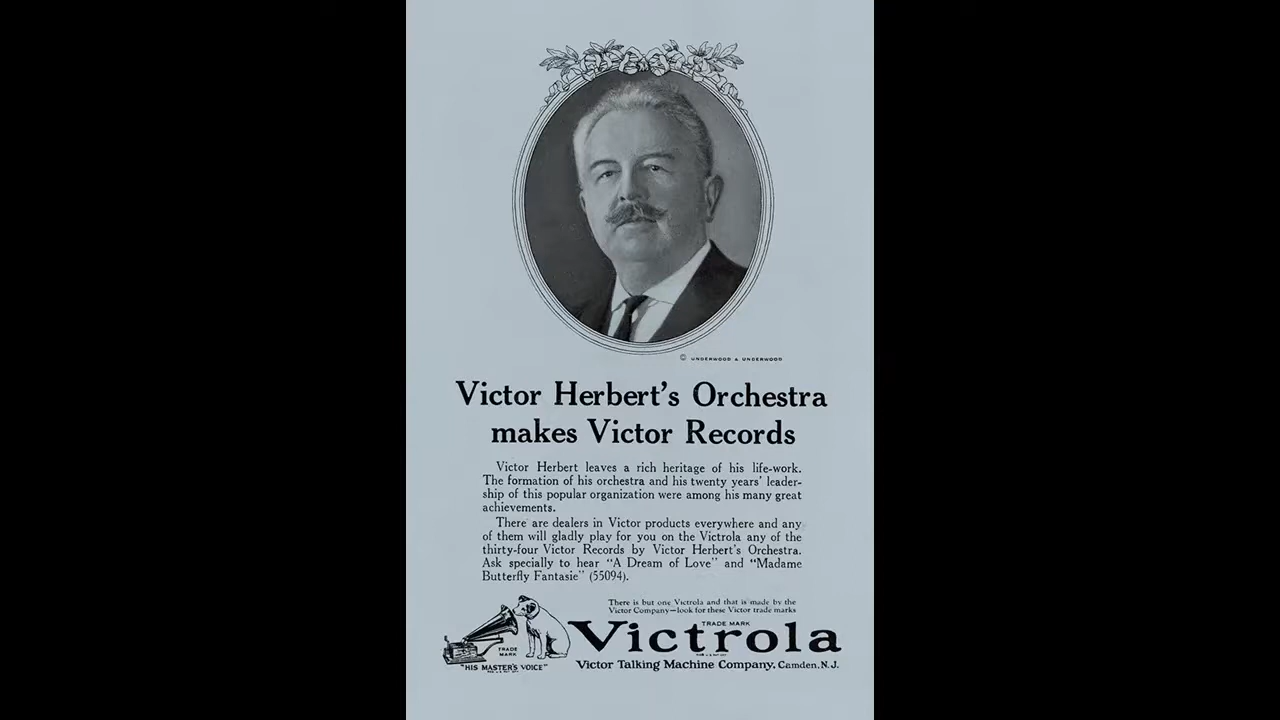 © UNDERWOOD & UNDERWOOD
Victor Herbert's Orchestra
makes Victor Records
Victor Herbert leaves a rich heritage of his life-work.
The formation of his orchestra and his twenty years' leader-
ship of this popular organization were among his many great
achievements.
There are dealers in Victor products everywhere and any
of them will gladly play for you on the Victrola any of the
thirty-four Victor Records by Victor Herbert's Orchestra.
Ask specially to hear "A Dream of Love" and "Madame
Butterfly Fantasie" (55094).
There is but one Victrola and that is made by the
Victor Company—look for these Victor trade marks
TRADE MARK
Victrola
TRADE
MARK
"HIS MASTER'S VOICE"
Victor Talking Machine Company, Camden, N. J.